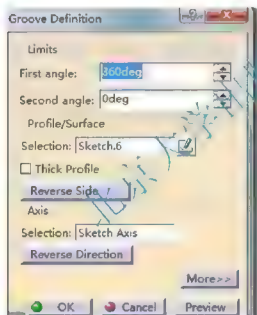 Groove Definition
Limits
First angle: 360deg
Second angle: 0deg
Profile/Surface
Selection: Sketch.6
Thick Profile
Reverse Side
Axis
Selection: Sketch Axis
Reverse Direction
More>>
OK Cancel Preview